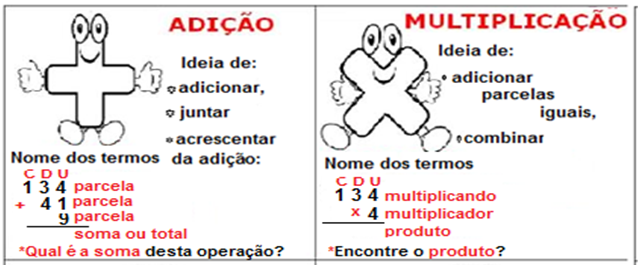 ADIÇÃO
Ideia de:
adicionar,
juntar
acrescentar
Nome dos termos da adição:
C D U
1 3 4 parcela
+ 4 1 parcela
9 parcela
soma ou total
*Qual é a soma desta operação?
MULTIPLICAÇÃO
Ideia de:
adicionar
parcelas
iguais,
combinar
Nome dos termos
C D U
1 3 4 multiplicando
x 4 multiplicador
produto
*Encontre o produto?